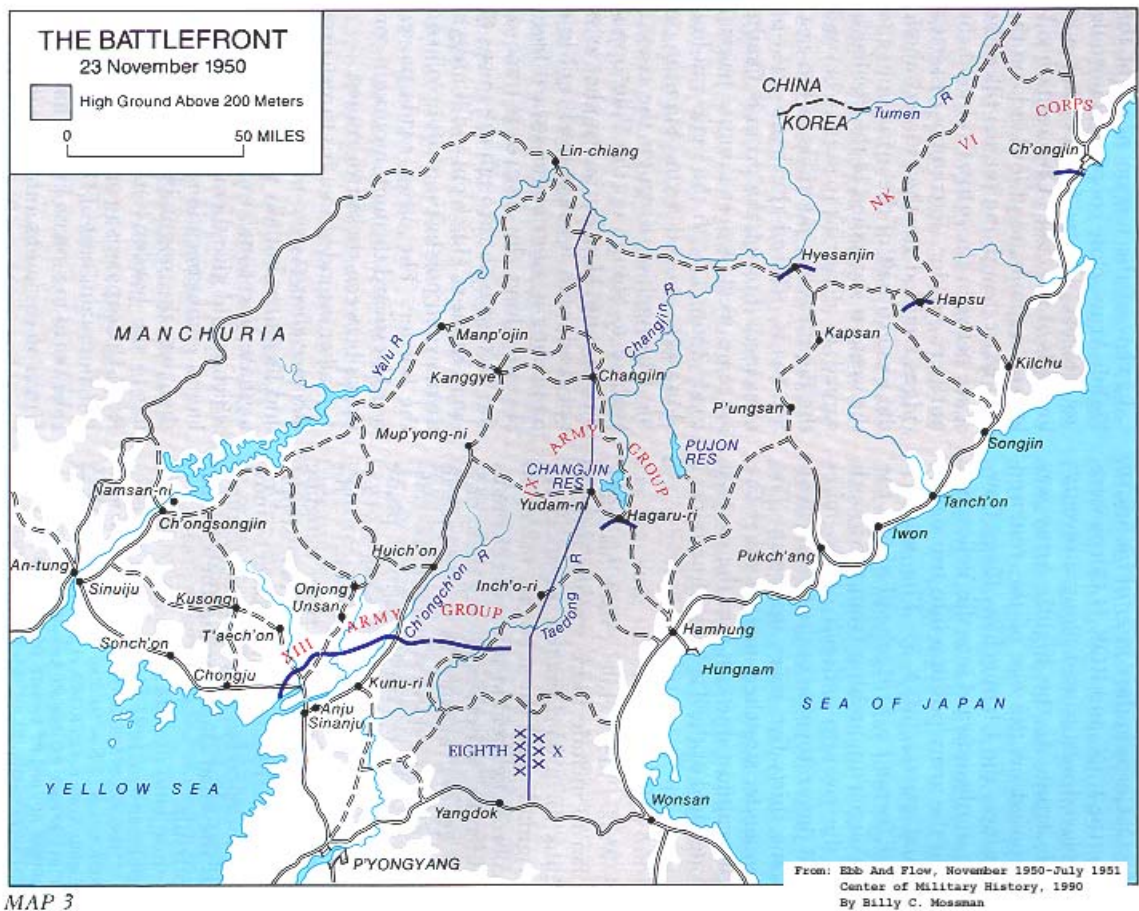 THE BATTLEFRONT
23 November 1950
High Ground Above 200 Meters
0 50 MILES
CHINA
KOREA
Tumen R
CORPS
VI
NK
Ch'ongjin
Lin-chiang
Hyesanjin
Hapsu
MANCHURIA
Yalu R
Manp'ojin
Changjin R
Kapsan
Kanggye
Changjin
Kilchu
P'ungsan
Mup'yong-ni
ARMY
GROUP
IX
PUJON
RES
Songjin
CHANGJIN
RES
Namsan-ni
Yudam-ni
Hagaru-ri
Tanch'on
Ch'ongsongjin
Iwon
Huich'on
Pukch'ang
An-tung
Sinuiju
Onjong
Unsan
Ch'ongch'on R
Inch'o-ri
Kusong
XIII ARMY GROUP
Taedong R
T'aech'on
Sonch'on
Hamhung
Hungnam
Chongju
Kunu-ri
Anju
Sinanju
SEA OF JAPAN
EIGHTH XXXX XXX X
YELLOW SEA
Yangdok
Wonsan
P'YONGYANG
From: Ebb And Flow, November 1950-July 1951
Center of Military History, 1990
By Billy C. Mossman
MAP 3